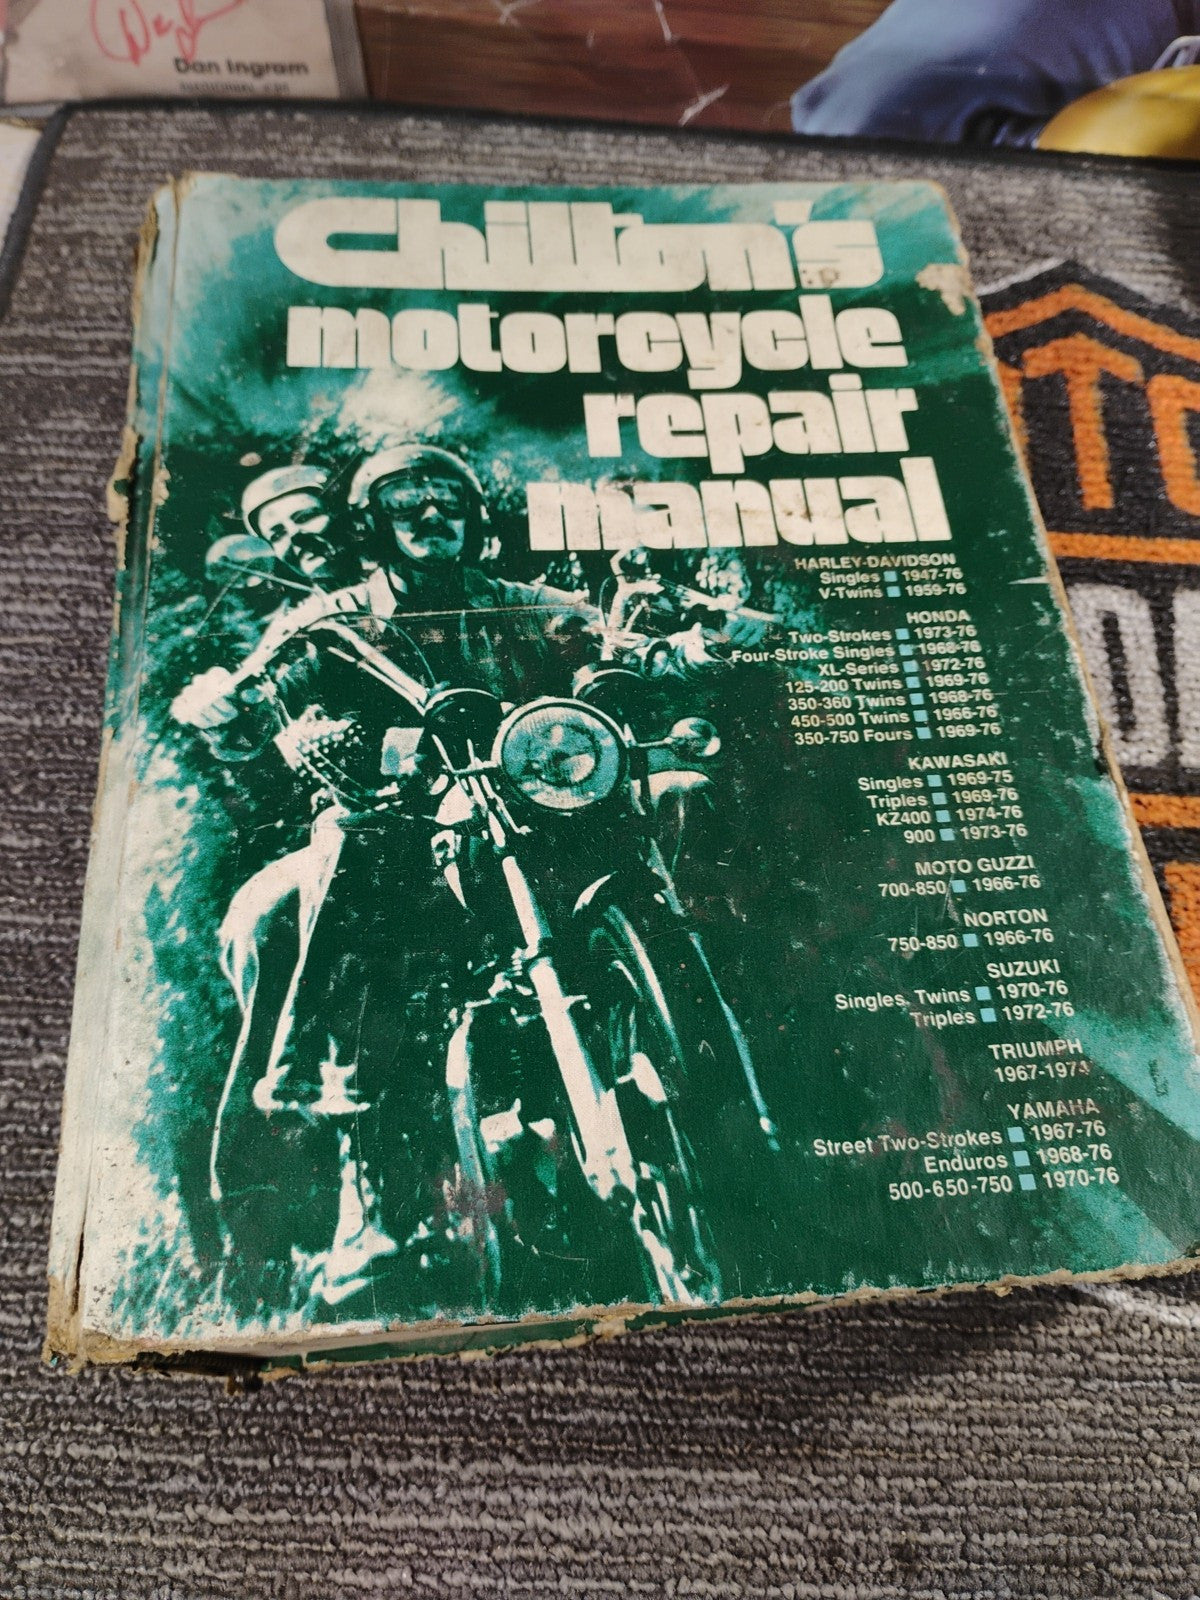 Dan Ingram
Chilton's
motorcycle
repair
manual
HARLEY-DAVIDSON
Singles ■ 1947-76
V-Twins ■ 1959-76
HONDA
Two-Strokes ■ 1973-76
Four-Stroke Singles ■ 1968-76
XL-Series ■ 1972-76
125-200 Twins ■ 1969-76
350-360 Twins ■ 1968-76
450-500 Twins ■ 1966-76
350-750 Fours ■ 1969-76
KAWASAKI
Singles ■ 1969-75
Triples ■ 1969-76
KZ400 ■ 1974-76
900 ■ 1973-76
MOTO GUZZI
700-850 ■ 1966-76
NORTON
750-850 ■ 1966-76
SUZUKI
Singles, Twins ■ 1970-76
Triples ■ 1972-76
TRIUMPH
1967-1974
YAMAHA
Street Two-Strokes ■ 1967-76
Enduros ■ 1968-76
500-650-750 ■ 1970-76